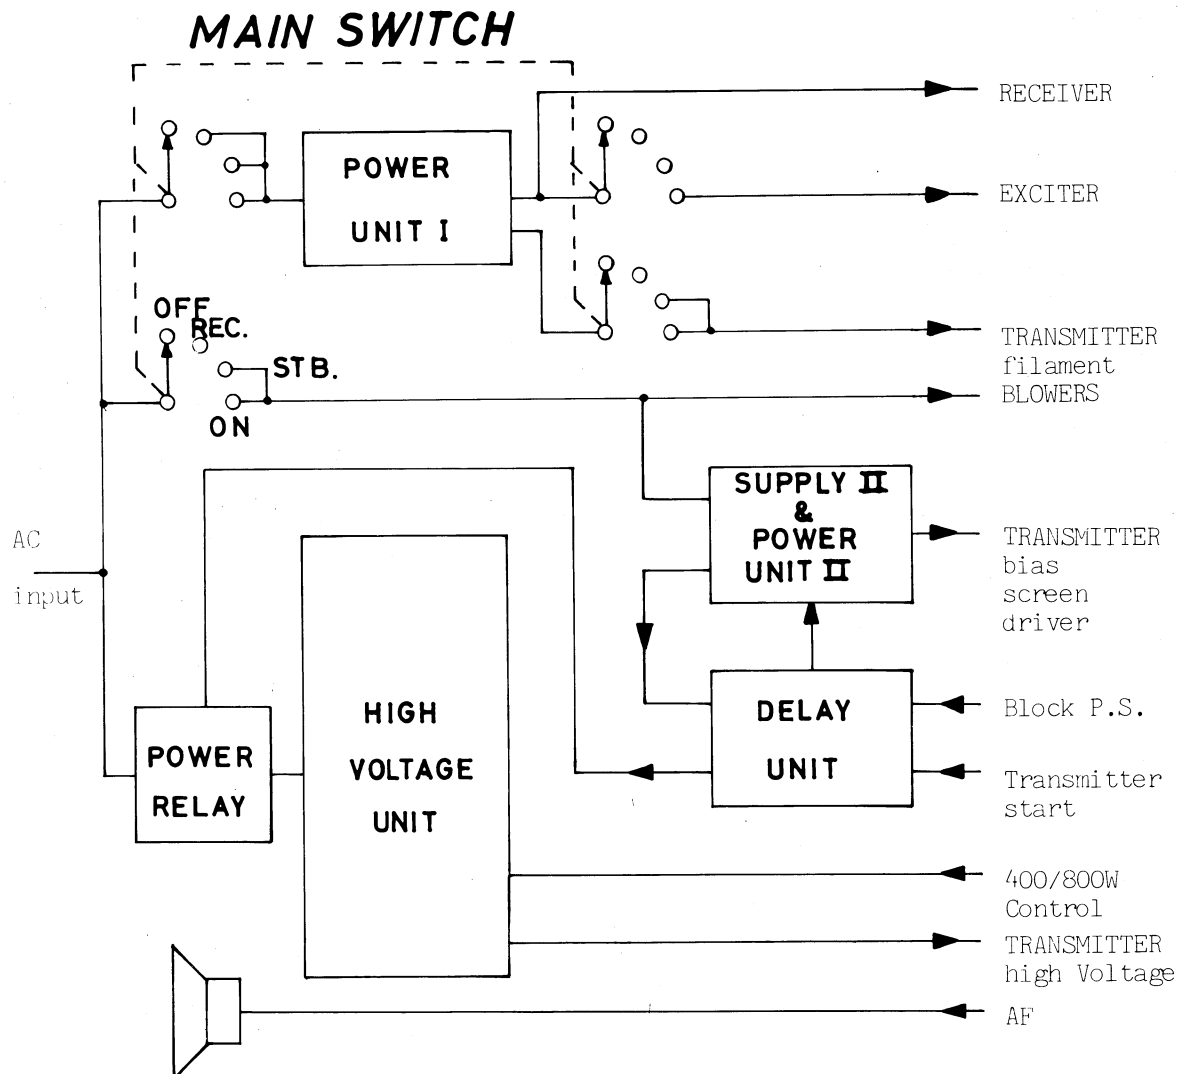 MAIN SWITCH
RECEIVER
POWER
UNIT I
EXCITER
OFF
REC.
STB.
ON
TRANSMITTER
filament
BLOWERS
SUPPLY II
&
POWER
UNIT II
AC
input
TRANSMITTER
bias
screen
driver
HIGH
VOLTAGE
UNIT
DELAY
UNIT
Block P.S.
POWER
RELAY
Transmitter
start
400/800W
Control
TRANSMITTER
high Voltage
AF